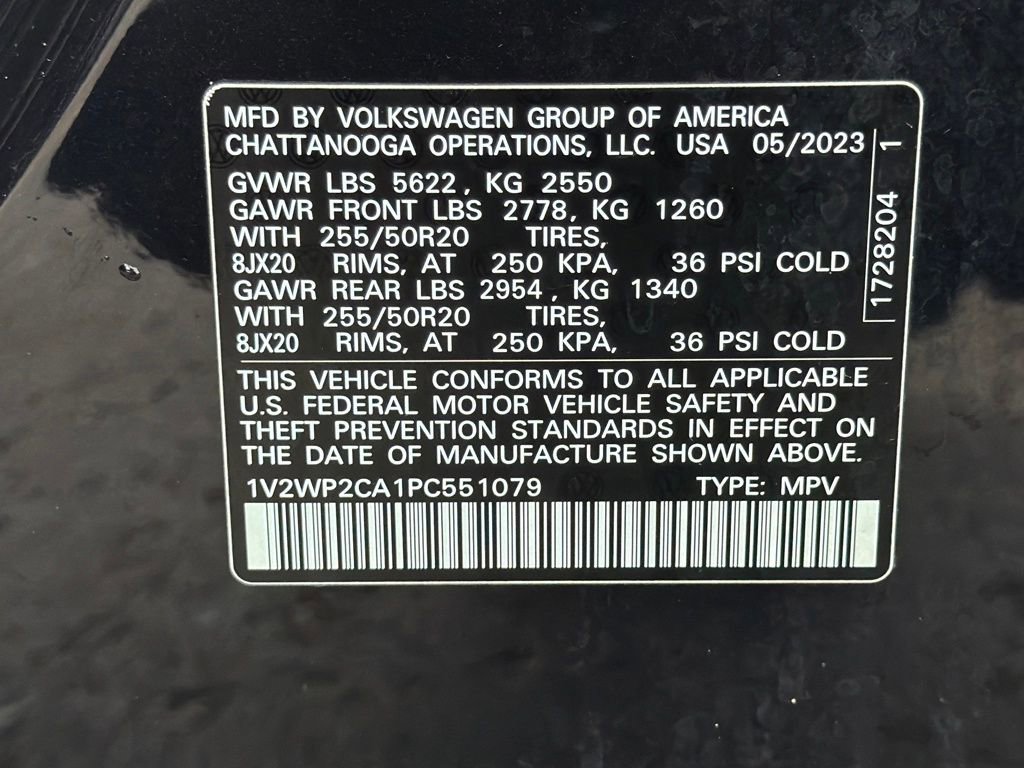 MFD BY VOLKSWAGEN GROUP OF AMERICA
CHATTANOOGA OPERATIONS, LLC. USA 05/2023
GVWR LBS 5622, KG 2550
GAWR FRONT LBS 2778, KG 1260
WITH 255/50R20 TIRES,
8JX20 RIMS, AT 250 KPA, 36 PSI COLD
GAWR REAR LBS 2954, KG 1340
WITH 255/50R20 TIRES,
8JX20 RIMS, AT 250 KPA, 36 PSI COLD
THIS VEHICLE CONFORMS TO ALL APPLICABLE
U.S. FEDERAL MOTOR VEHICLE SAFETY AND
THEFT PREVENTION STANDARDS IN EFFECT ON
THE DATE OF MANUFACTURE SHOWN ABOVE.
1V2WP2CA1PC551079 TYPE: MPV
1728204 1